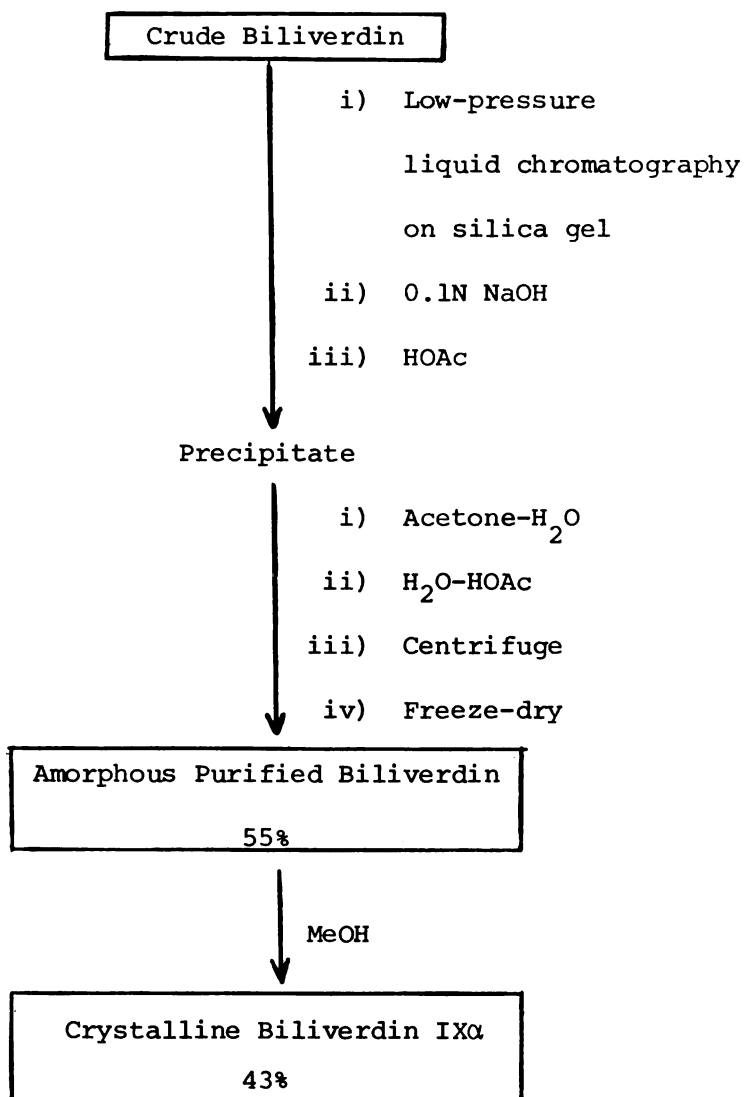 Crude Biliverdin
i) Low-pressure
liquid chromatography
on silica gel
ii) 0.1N NaOH
iii) HOAc
Precipitate
i) Acetone-H₂O
ii) H₂O-HOAc
iii) Centrifuge
iv) Freeze-dry
Amorphous Purified Biliverdin
55%
MeOH
Crystalline Biliverdin IXα
43%